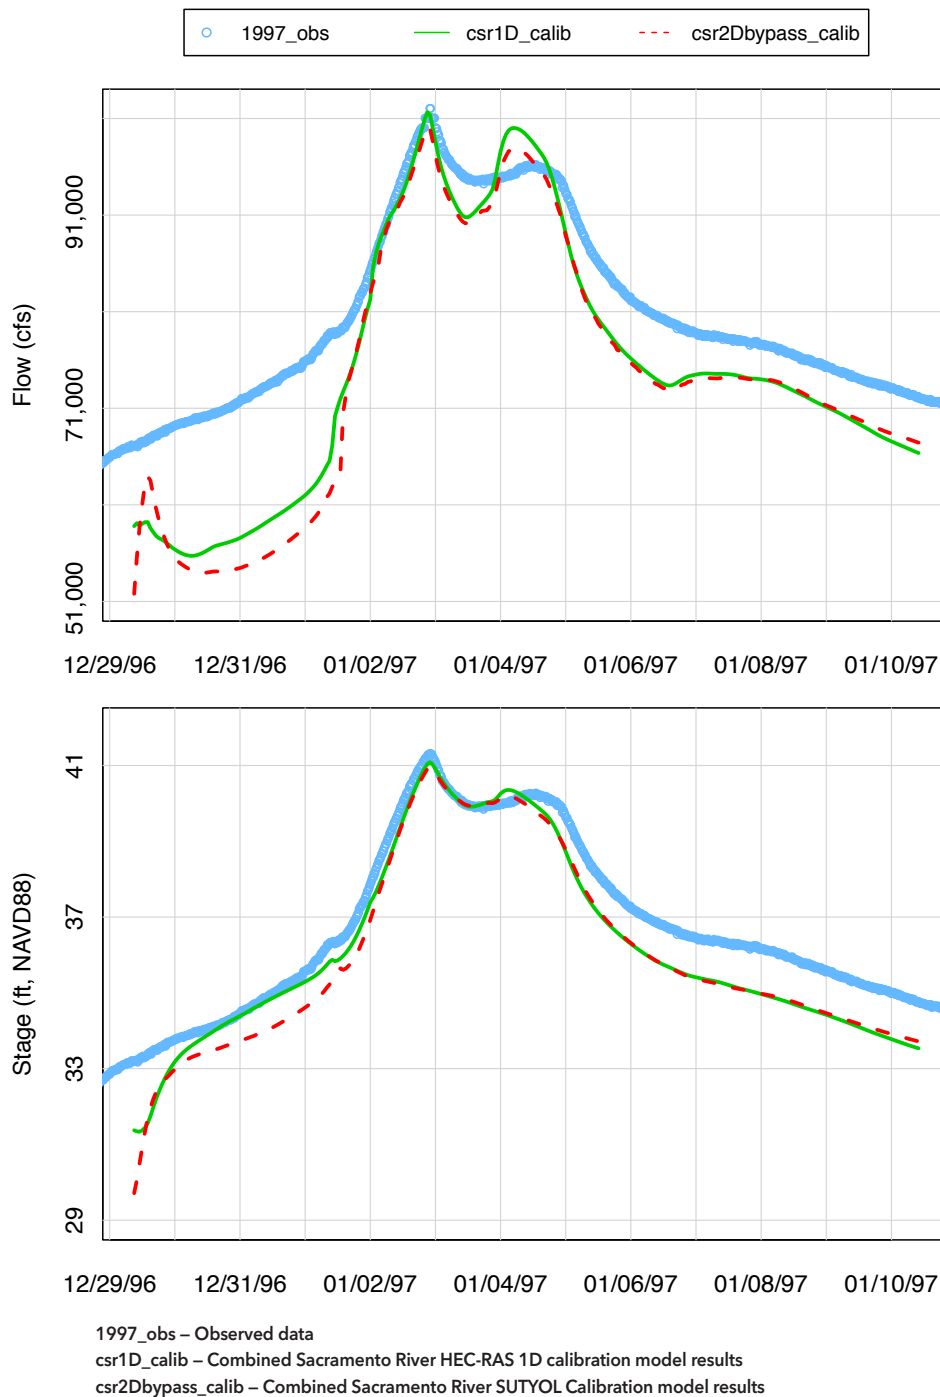 1997_obs csr1D_calib csr2Dbypass_calib
Flow (cfs)
91,000
71,000
51,000
12/29/96 12/31/96 01/02/97 01/04/97 01/06/97 01/08/97 01/10/97
Stage (ft, NAVD88)
41
37
33
29
12/29/96 12/31/96 01/02/97 01/04/97 01/06/97 01/08/97 01/10/97
1997_obs – Observed data
csr1D_calib – Combined Sacramento River HEC-RAS 1D calibration model results
csr2Dbypass_calib – Combined Sacramento River SUTYOL Calibration model results